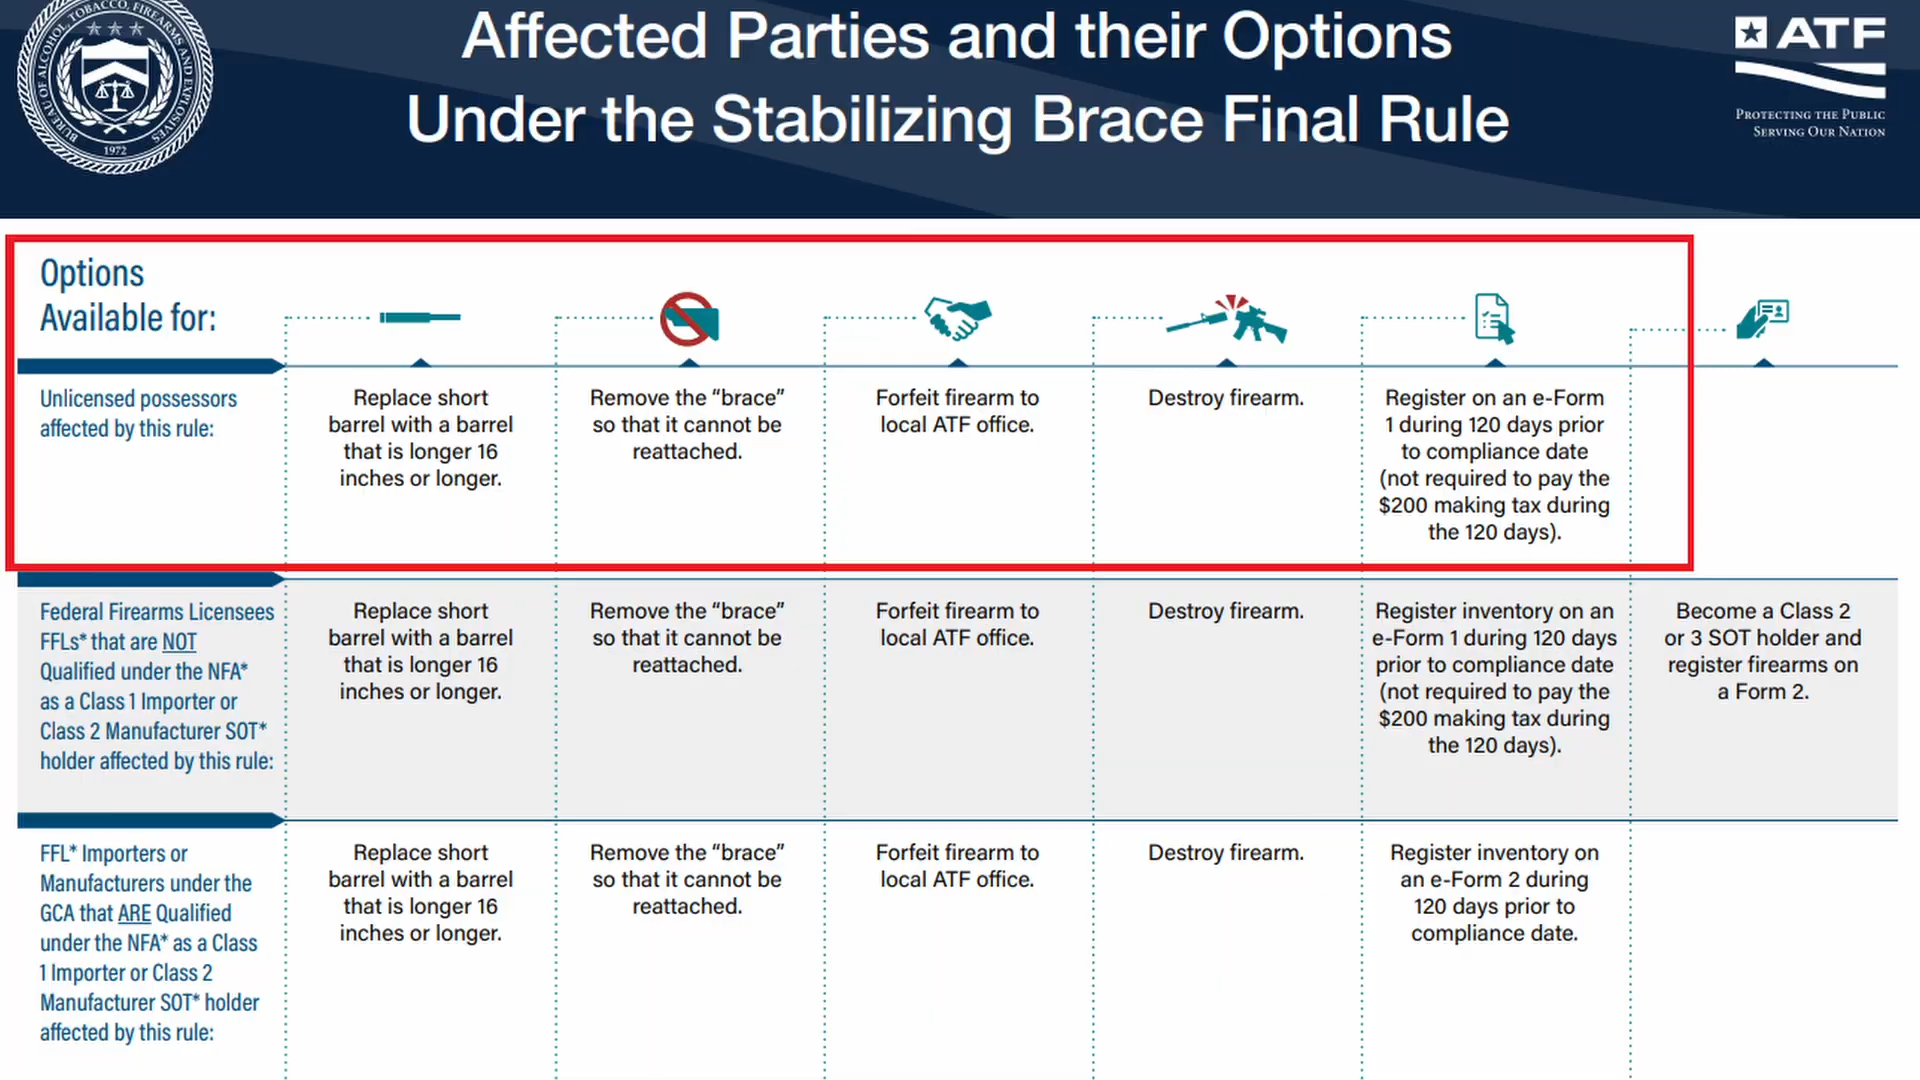 BUREAU OF ALCOHOL, TOBACCO, FIREARMS AND EXPLOSIVES
1972
Affected Parties and their Options
Under the Stabilizing Brace Final Rule
ATF
PROTECTING THE PUBLIC
SERVING OUR NATION
Options
Available for:
Unlicensed possessors
affected by this rule:
Replace short
barrel with a barrel
that is longer 16
inches or longer.
Remove the “brace”
so that it cannot be
reattached.
Forfeit firearm to
local ATF office.
Destroy firearm.
Register on an e-Form
1 during 120 days prior
to compliance date
(not required to pay the
$200 making tax during
the 120 days).
Federal Firearms Licensees
FFLs* that are NOT
Qualified under the NFA*
as a Class 1 Importer or
Class 2 Manufacturer SOT*
holder affected by this rule:
Replace short
barrel with a barrel
that is longer 16
inches or longer.
Remove the “brace”
so that it cannot be
reattached.
Forfeit firearm to
local ATF office.
Destroy firearm.
Register inventory on an
e-Form 1 during 120 days
prior to compliance date
(not required to pay the
$200 making tax during
the 120 days).
Become a Class 2
or 3 SOT holder and
register firearms on
a Form 2.
FFL* Importers or
Manufacturers under the
GCA that ARE Qualified
under the NFA* as a Class
1 Importer or Class 2
Manufacturer SOT* holder
affected by this rule:
Replace short
barrel with a barrel
that is longer 16
inches or longer.
Remove the “brace”
so that it cannot be
reattached.
Forfeit firearm to
local ATF office.
Destroy firearm.
Register inventory on
an e-Form 2 during
120 days prior to
compliance date.